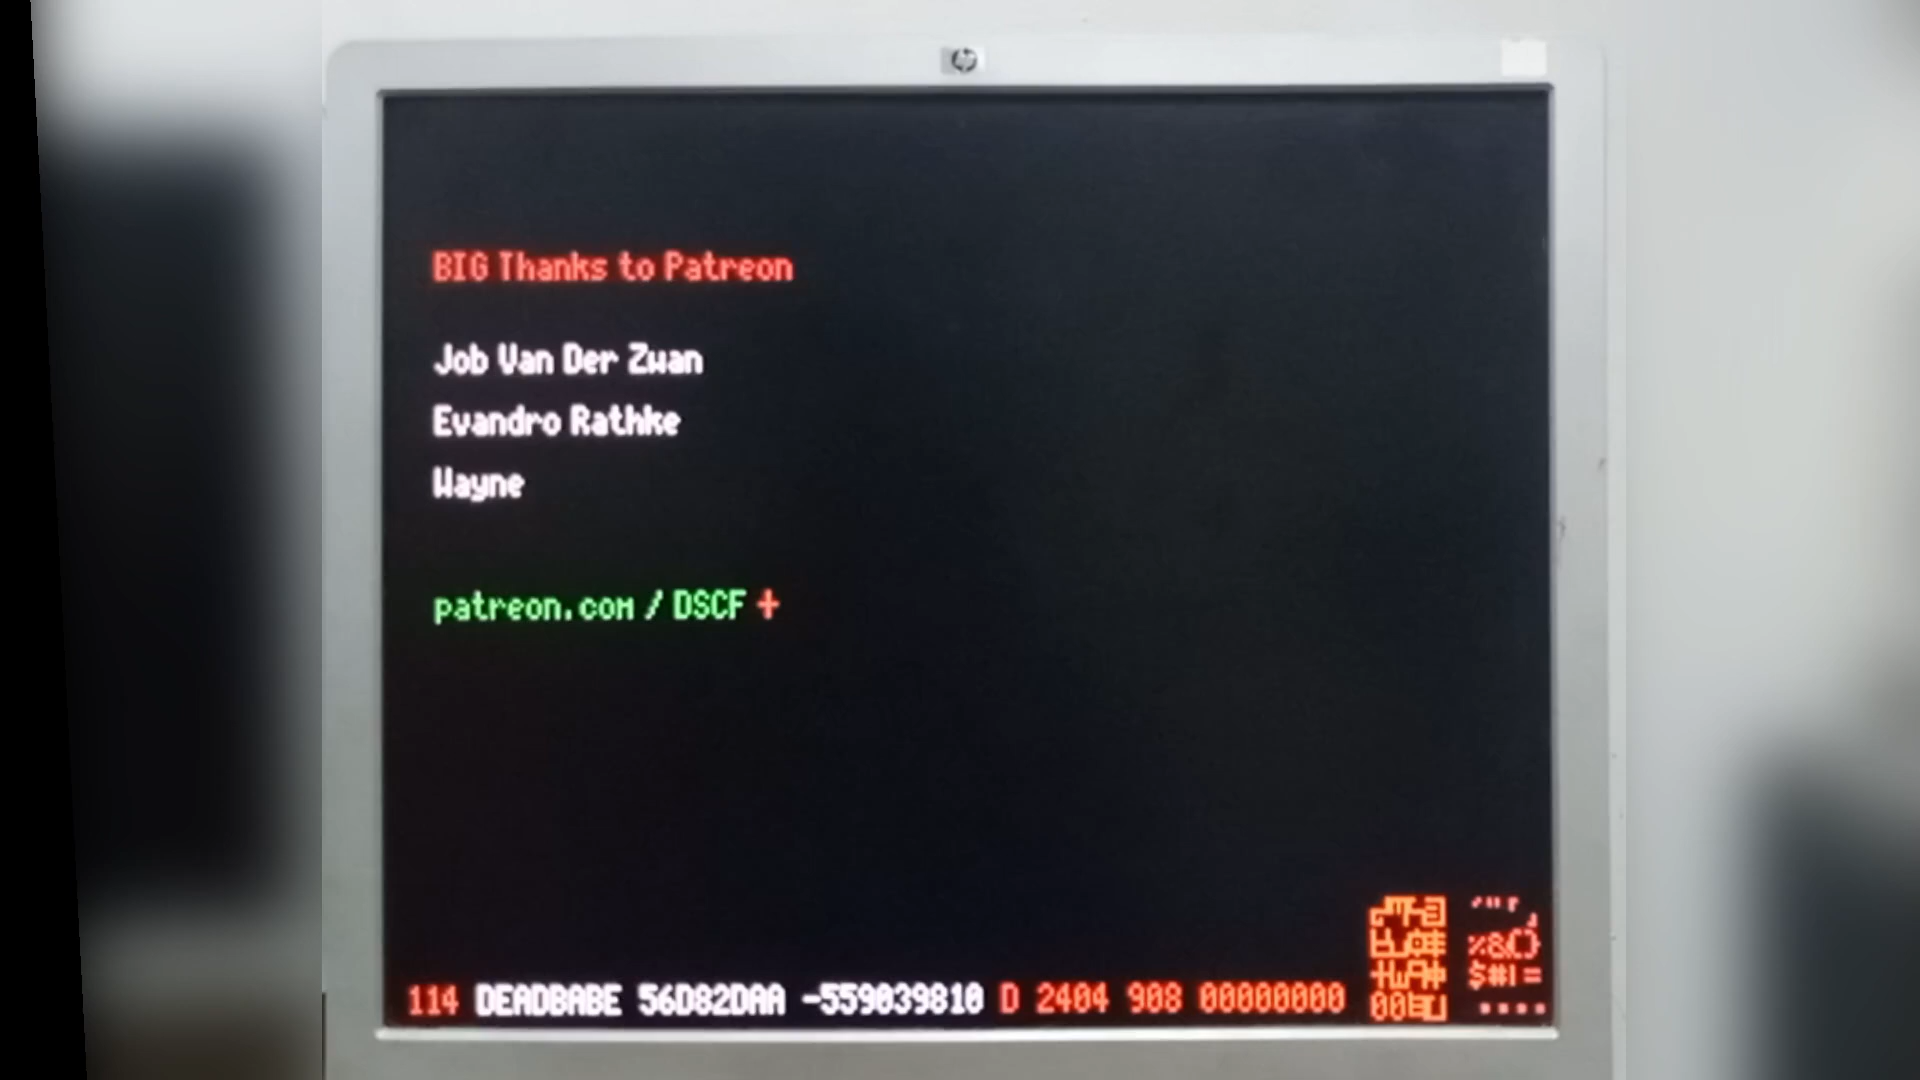 BIG Thanks to Patreon
Job Van Der Zwan
Evandro Rathke
Wayne
patreon.com / DSCF +
114 DEADBABE 56D82DAA -559039810 D 2404 908 00000000
%&{}
$#!=